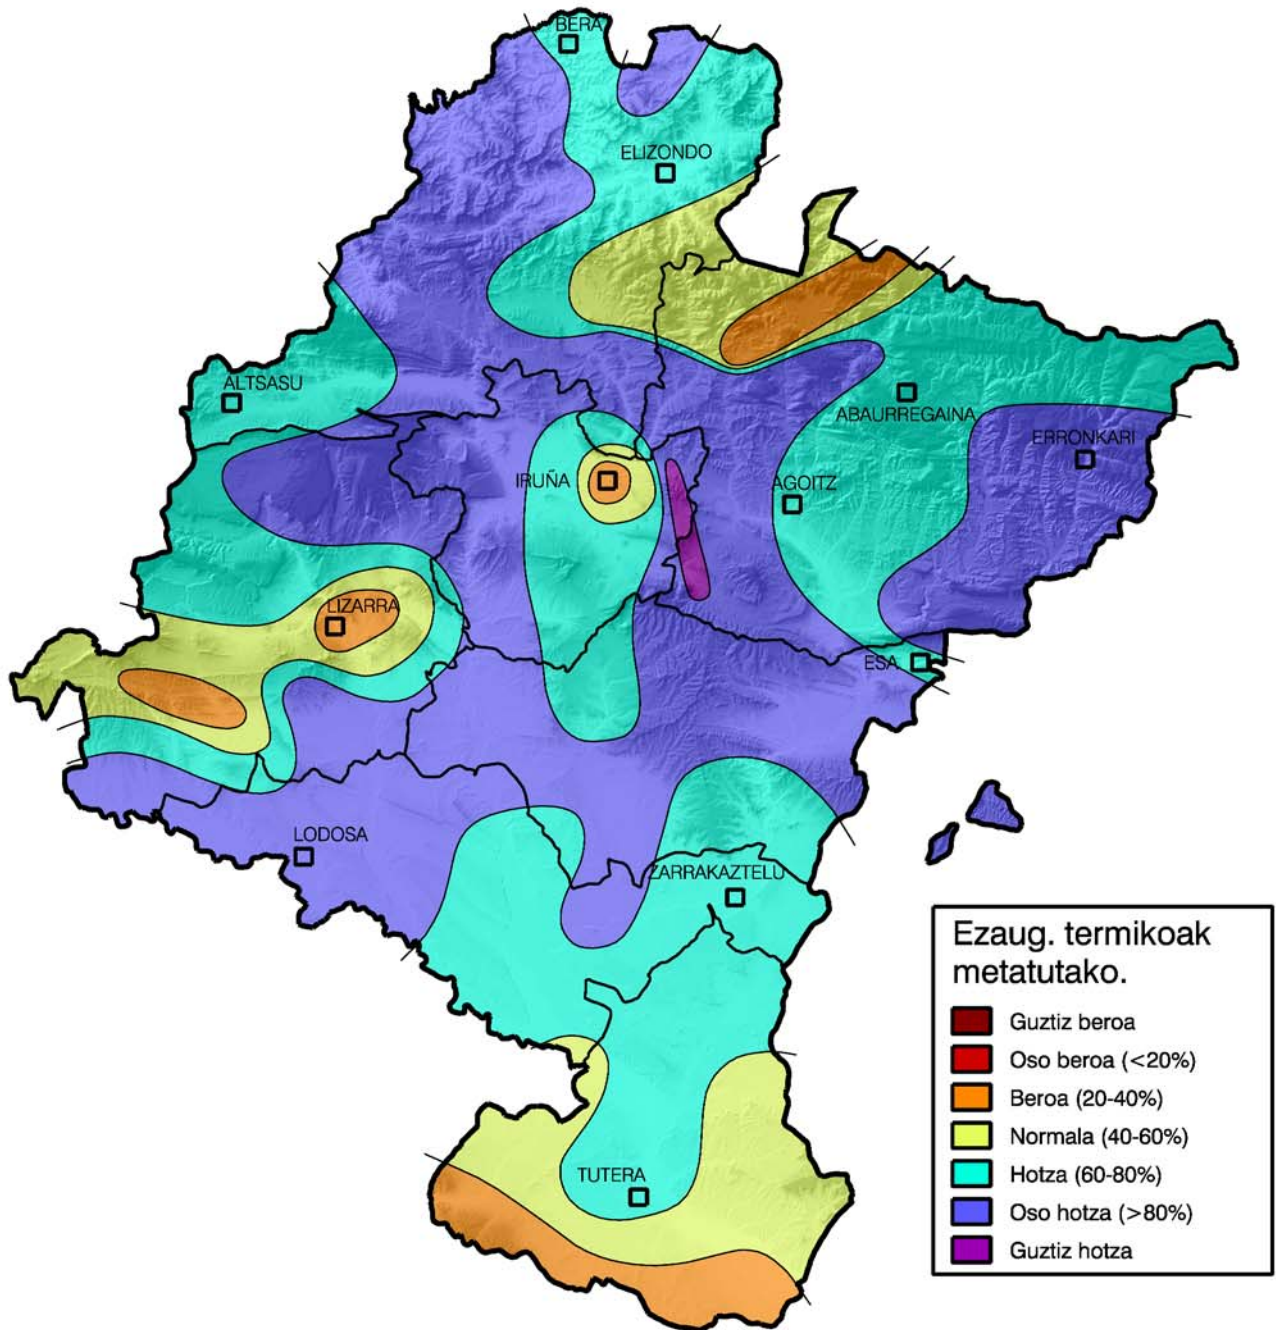 BERA
ELIZONDO
ALTSASU
ABAURREGAINA
ERRONKARI
IRUÑA
AGOITZ
LIZARRA
ESA
LODOSA
ZARRAKAZTELU
TUTERA
Ezaug. termikoak
metatutako.
Guztiz beroa
Oso beroa (<20%)
Beroa (20-40%)
Normala (40-60%)
Hotza (60-80%)
Oso hotza (>80%)
Guztiz hotza